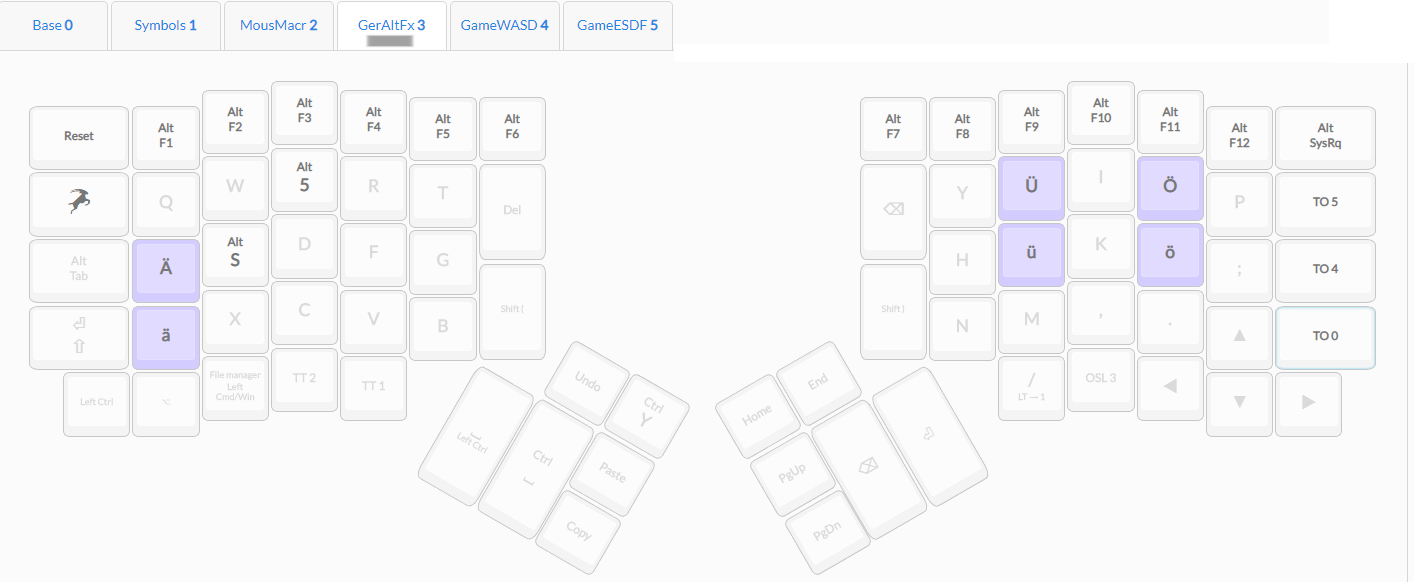 Base 0
Symbols 1
MousMacr 2
GerAltFx 3
GameWASD 4
GameESDF 5
Reset
Alt
F1
Alt
F2
Alt
F3
Alt
F4
Alt
F5
Alt
F6
Alt
F7
Alt
F8
Alt
F9
Alt
F10
Alt
F11
Alt
F12
Alt
SysRq
Q
W
Alt
5
R
T
Del
⌫
Y
Ü
I
Ö
P
TO 5
Alt
Tab
Ä
Alt
S
D
F
G
H
ü
K
ö
;
TO 4
⏎
⇧
ä
X
C
V
B
Shift (
Shift )
N
M
,
.
▲
TO 0
Left Ctrl
⌥
File manager
Left
Cmd/Win
TT 2
TT 1
/
LT — 1
OSL 3
◀
▼
▶
Undo
Ctrl
Y
Left Ctrl
Ctrl
Paste
Copy
Home
End
PgUp
⌫
⏎
PgDn